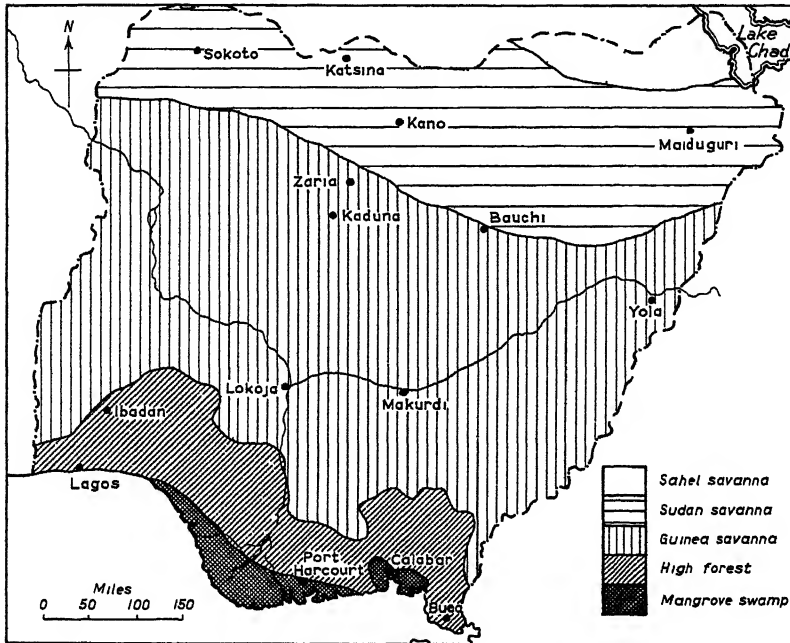 N
Lake
Chad
Sokoto
Katsina
Kano
Maiduguri
Zaria
Kaduna
Bauchi
Yola
Lokoja
Makurdi
Ibadan
Lagos
Port
Harcourt
Calabar
Buea
Miles
0 50 100 150
Sahel savanna
Sudan savanna
Guinea savanna
High forest
Mangrove swamp